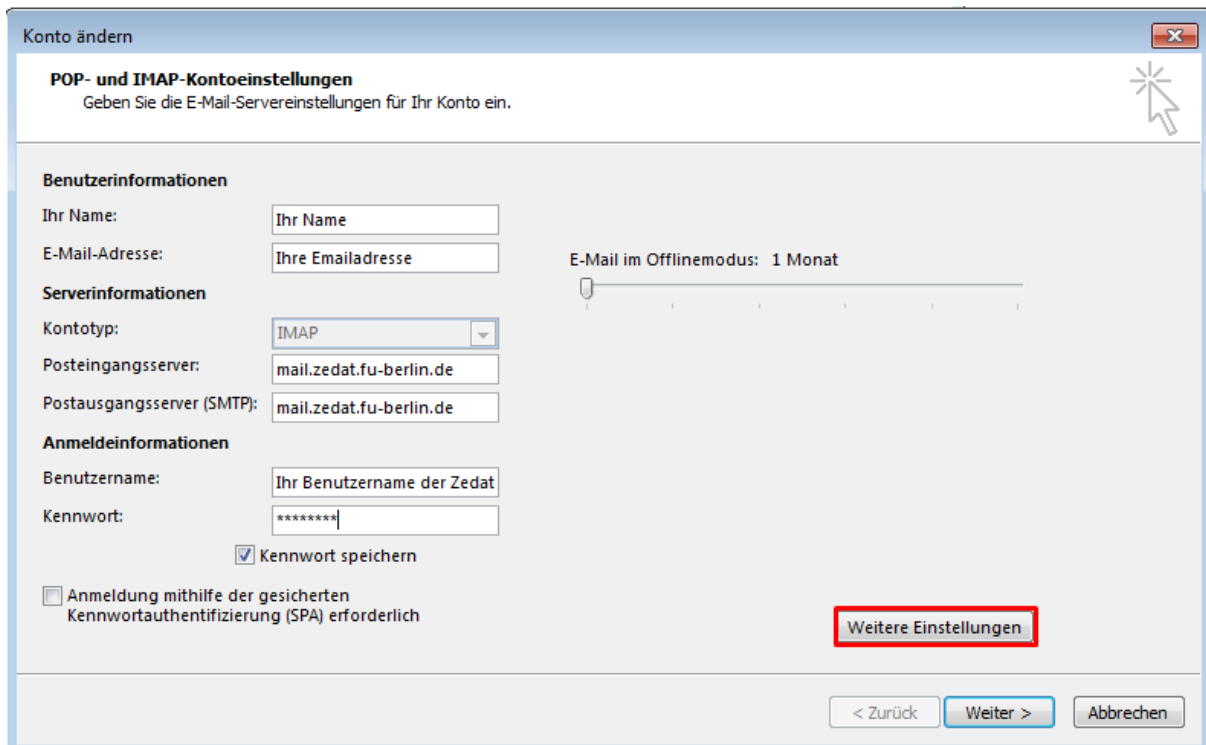 Konto ändern
POP- und IMAP-Kontoeinstellungen
Geben Sie die E-Mail-Servereinstellungen für Ihr Konto ein.
Benutzerinformationen
Ihr Name: Ihr Name
E-Mail-Adresse: Ihre Emailadresse
E-Mail im Offlinemodus: 1 Monat
Serverinformationen
Kontotyp: IMAP
Posteingangsserver: mail.zedat.fu-berlin.de
Postausgangsserver (SMTP): mail.zedat.fu-berlin.de
Anmeldeinformationen
Benutzername: Ihr Benutzername der Zedat
Kennwort: ********
Kennwort speichern
Anmeldung mithilfe der gesicherten
Kennwortauthentifizierung (SPA) erforderlich
Weitere Einstellungen
< Zurück Weiter > Abbrechen